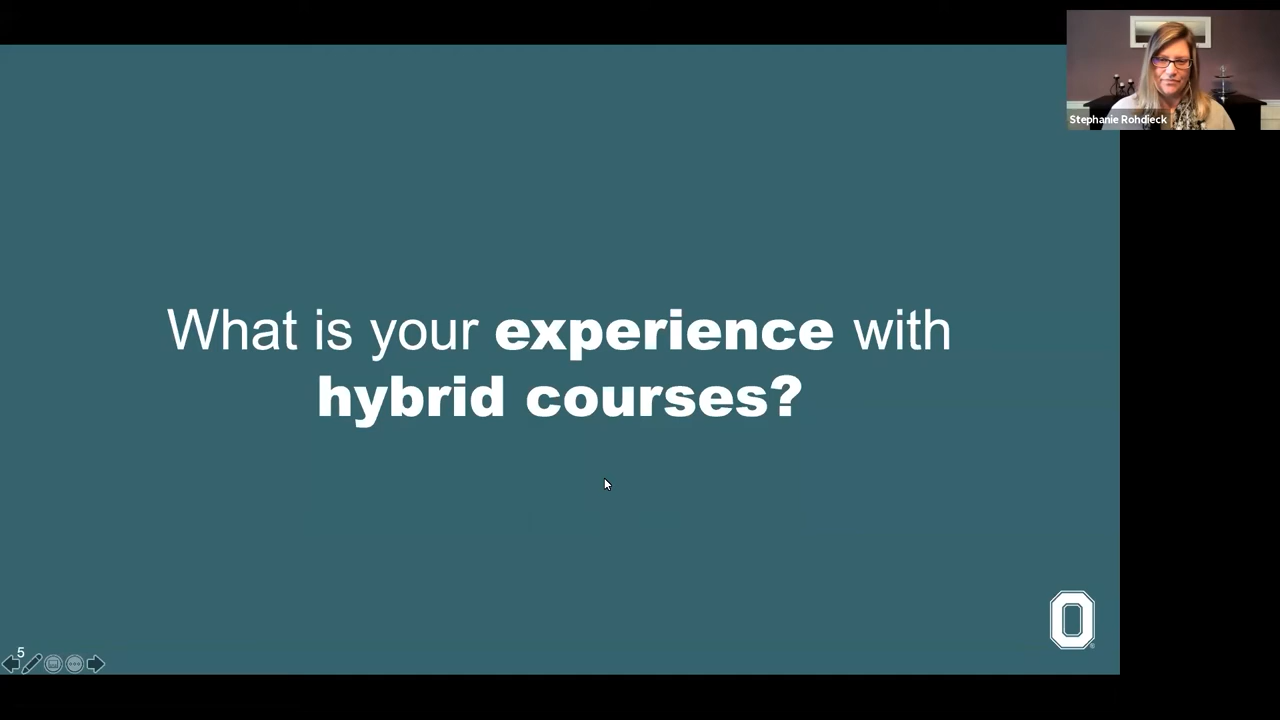 Stephanie Rohdieck
What is your experience with
hybrid courses?
O
5